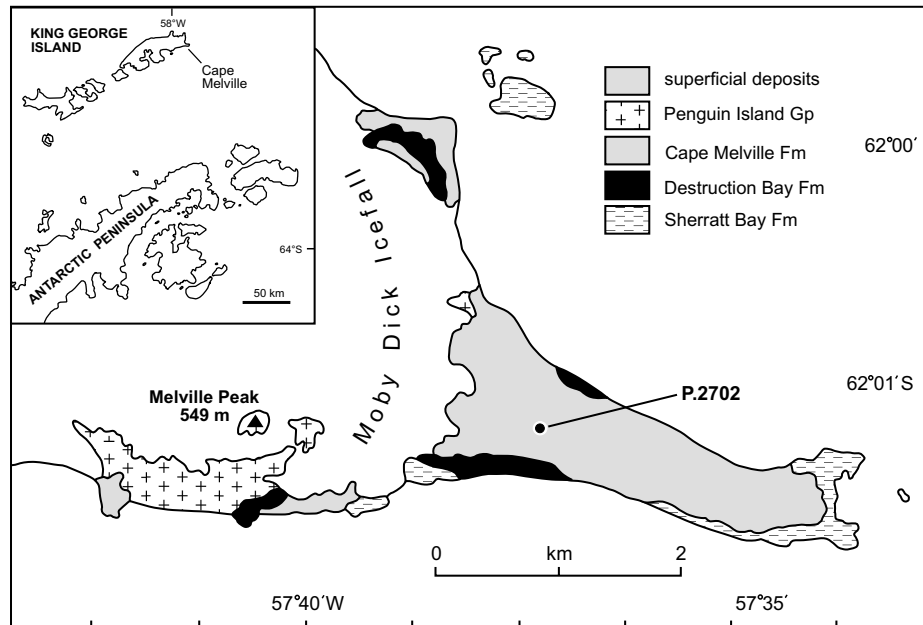 58°W
KING GEORGE
ISLAND
Cape
Melville
ANTARCTIC PENINSULA
64°S
50 km
superficial deposits
Penguin Island Gp
Cape Melville Fm
Destruction Bay Fm
Sherratt Bay Fm
62°00′
Moby Dick Icefall
62°01′S
Melville Peak
549 m
P.2702
0 km 2
57°40′W
57°35′